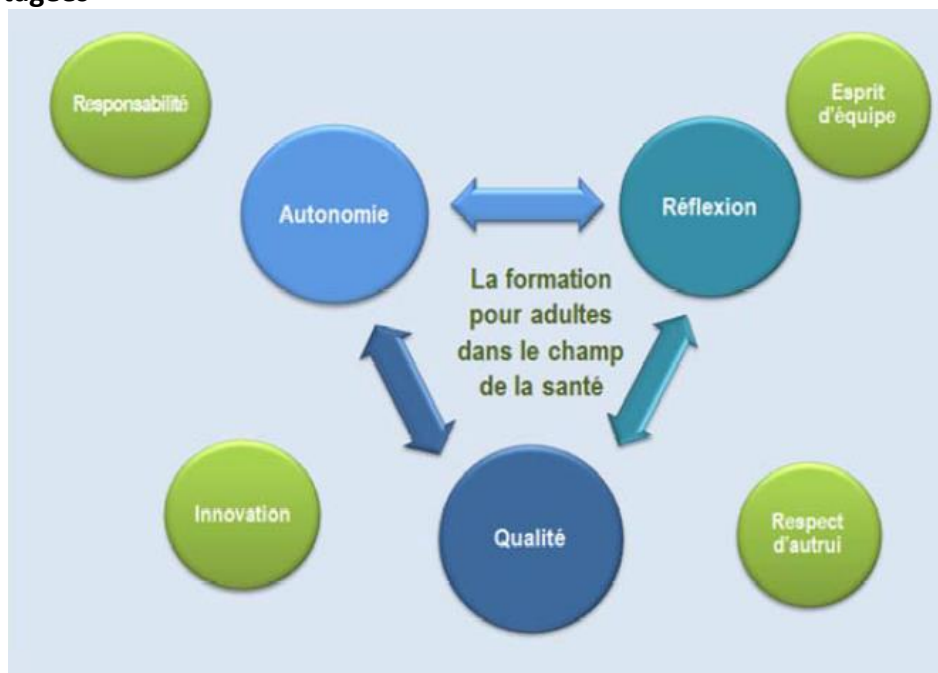 tagées
Responsabilité
Esprit
d'équipe
Autonomie
Réflexion
La formation
pour adultes
dans le champ
de la santé
Innovation
Qualité
Respect
d'autrui